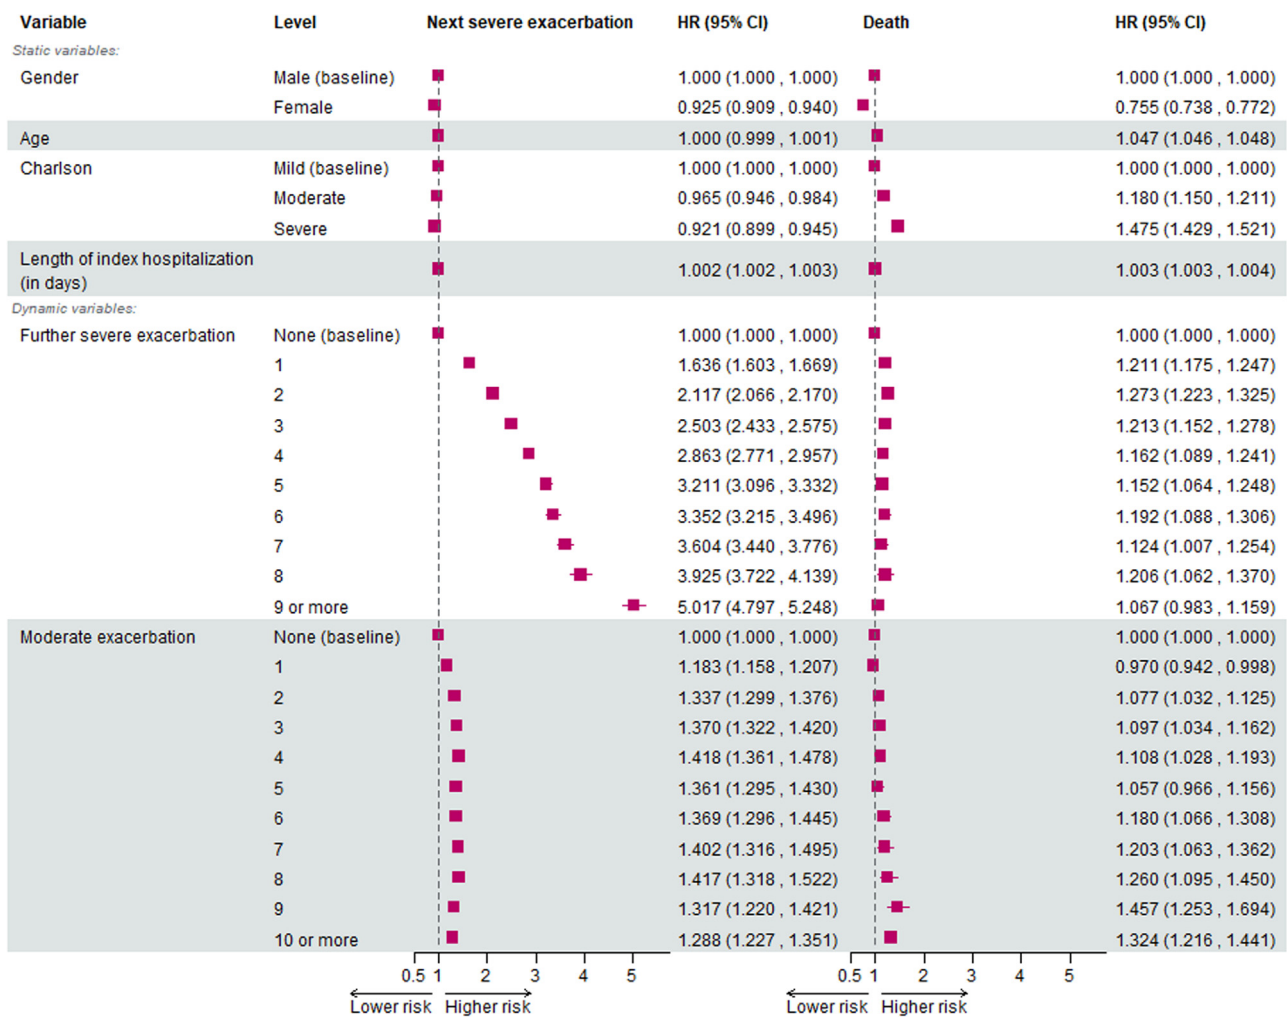 Variable Level Next severe exacerbation HR (95% CI) Death HR (95% CI)
Static variables:
Gender Male (baseline) 1.000 (1.000 , 1.000) 1.000 (1.000 , 1.000)
Female 0.925 (0.909 , 0.940) 0.755 (0.738 , 0.772)
Age 1.000 (0.999 , 1.001) 1.047 (1.046 , 1.048)
Charlson Mild (baseline) 1.000 (1.000 , 1.000) 1.000 (1.000 , 1.000)
Moderate 0.965 (0.946 , 0.984) 1.180 (1.150 , 1.211)
Severe 0.921 (0.899 , 0.945) 1.475 (1.429 , 1.521)
Length of index hospitalization
(in days) 1.002 (1.002 , 1.003) 1.003 (1.003 , 1.004)
Dynamic variables:
Further severe exacerbation None (baseline) 1.000 (1.000 , 1.000) 1.000 (1.000 , 1.000)
1 1.636 (1.603 , 1.669) 1.211 (1.175 , 1.247)
2 2.117 (2.066 , 2.170) 1.273 (1.223 , 1.325)
3 2.503 (2.433 , 2.575) 1.213 (1.152 , 1.278)
4 2.863 (2.771 , 2.957) 1.162 (1.089 , 1.241)
5 3.211 (3.096 , 3.332) 1.152 (1.064 , 1.248)
6 3.352 (3.215 , 3.496) 1.192 (1.088 , 1.306)
7 3.604 (3.440 , 3.776) 1.124 (1.007 , 1.254)
8 3.925 (3.722 , 4.139) 1.206 (1.062 , 1.370)
9 or more 5.017 (4.797 , 5.248) 1.067 (0.983 , 1.159)
Moderate exacerbation None (baseline) 1.000 (1.000 , 1.000) 1.000 (1.000 , 1.000)
1 1.183 (1.158 , 1.207) 0.970 (0.942 , 0.998)
2 1.337 (1.299 , 1.376) 1.077 (1.032 , 1.125)
3 1.370 (1.322 , 1.420) 1.097 (1.034 , 1.162)
4 1.418 (1.361 , 1.478) 1.108 (1.028 , 1.193)
5 1.361 (1.295 , 1.430) 1.057 (0.966 , 1.156)
6 1.369 (1.296 , 1.445) 1.180 (1.066 , 1.308)
7 1.402 (1.316 , 1.495) 1.203 (1.063 , 1.362)
8 1.417 (1.318 , 1.522) 1.260 (1.095 , 1.450)
9 1.317 (1.220 , 1.421) 1.457 (1.253 , 1.694)
10 or more 1.288 (1.227 , 1.351) 1.324 (1.216 , 1.441)
0.5 1 2 3 4 5 0.5 1 2 3 4 5
Lower risk Higher risk Lower risk Higher risk